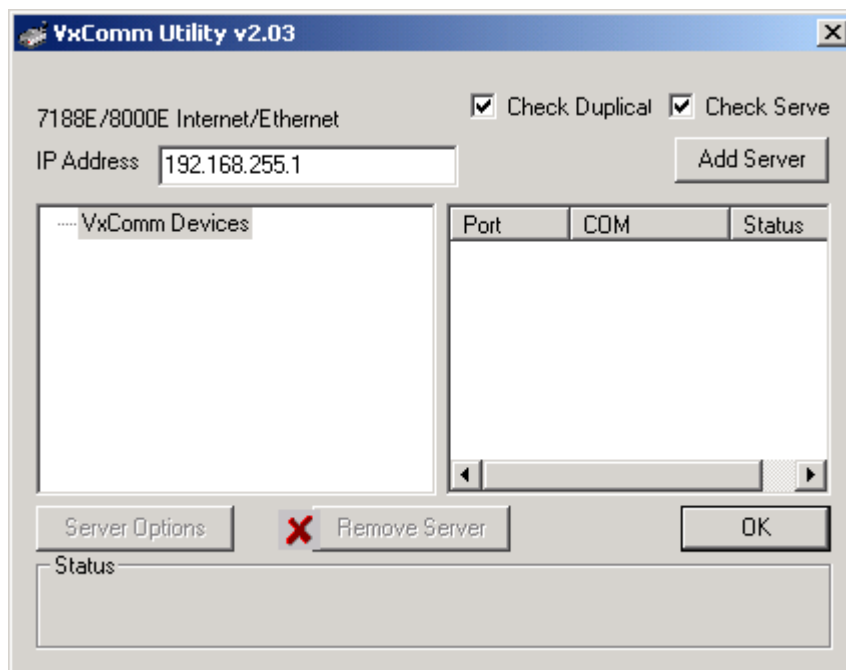 VxComm Utility v2.03
Check Duplical
Check Serve
7188E/8000E Internet/Ethernet
IP Address
192.168.255.1
Add Server
VxComm Devices
Port
COM
Status
Server Options
Remove Server
OK
Status